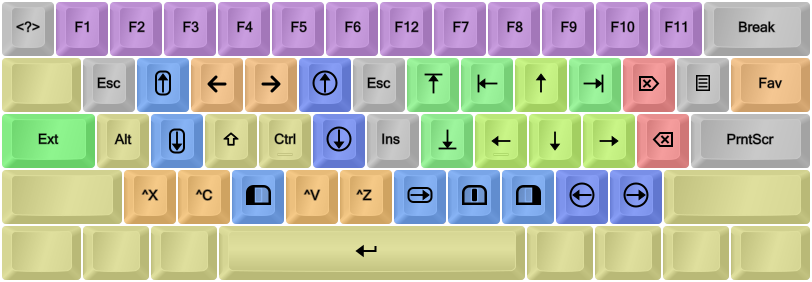 <?> F1 F2 F3 F4 F5 F6 F12 F7 F8 F9 F10 F11 Break
Esc Esc Fav
Ext Alt Ctrl Ins PrntScr
^X ^C ^V ^Z